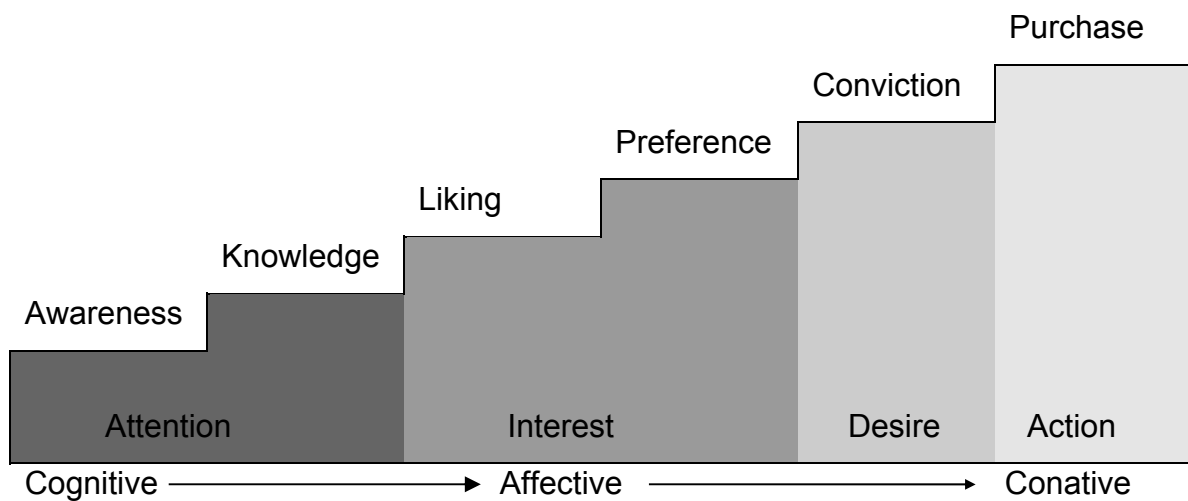 Purchase
Conviction
Preference
Liking
Knowledge
Awareness
Attention Interest Desire Action
Cognitive Affective Conative